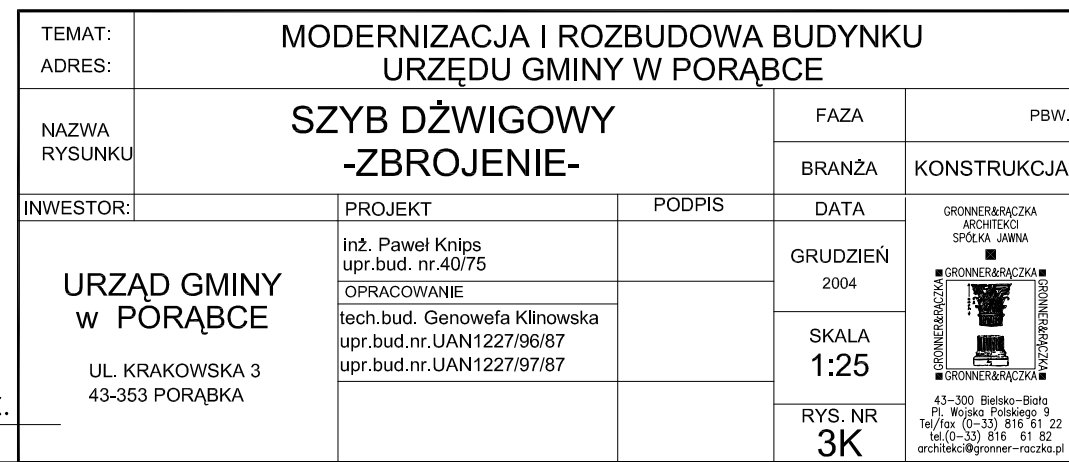 TEMAT:
ADRES:
MODERNIZACJA I ROZBUDOWA BUDYNKU
URZĘDU GMINY W PORĄBCE
NAZWA
RYSUNKU
SZYB DŻWIGOWY
-ZBROJENIE-
FAZA
PBW.
BRANŻA
KONSTRUKCJA
INWESTOR:
URZĄD GMINY
w PORĄBCE
UL. KRAKOWSKA 3
43-353 PORĄBKA
PROJEKT
PODPIS
inż. Paweł Knips
upr.bud. nr.40/75
OPRACOWANIE
tech.bud. Genowefa Klinowska
upr.bud.nr.UAN1227/96/87
upr.bud.nr.UAN1227/97/87
DATA
GRUDZIEŃ
2004
SKALA
1:25
RYS. NR
3K
GRONNER&RĄCZKA
ARCHITEKCI
SPÓŁKA JAWNA
GRONNER&RĄCZKA
GRONNER&RĄCZKA
GRONNER&RĄCZKA
GRONNER&RĄCZKA
43-300 Bielsko-Biała
Pl. Wojska Polskiego 9
Tel/fax (0-33) 816 61 22
tel.(0-33) 816 61 82
architekci@gronner-raczka.pl